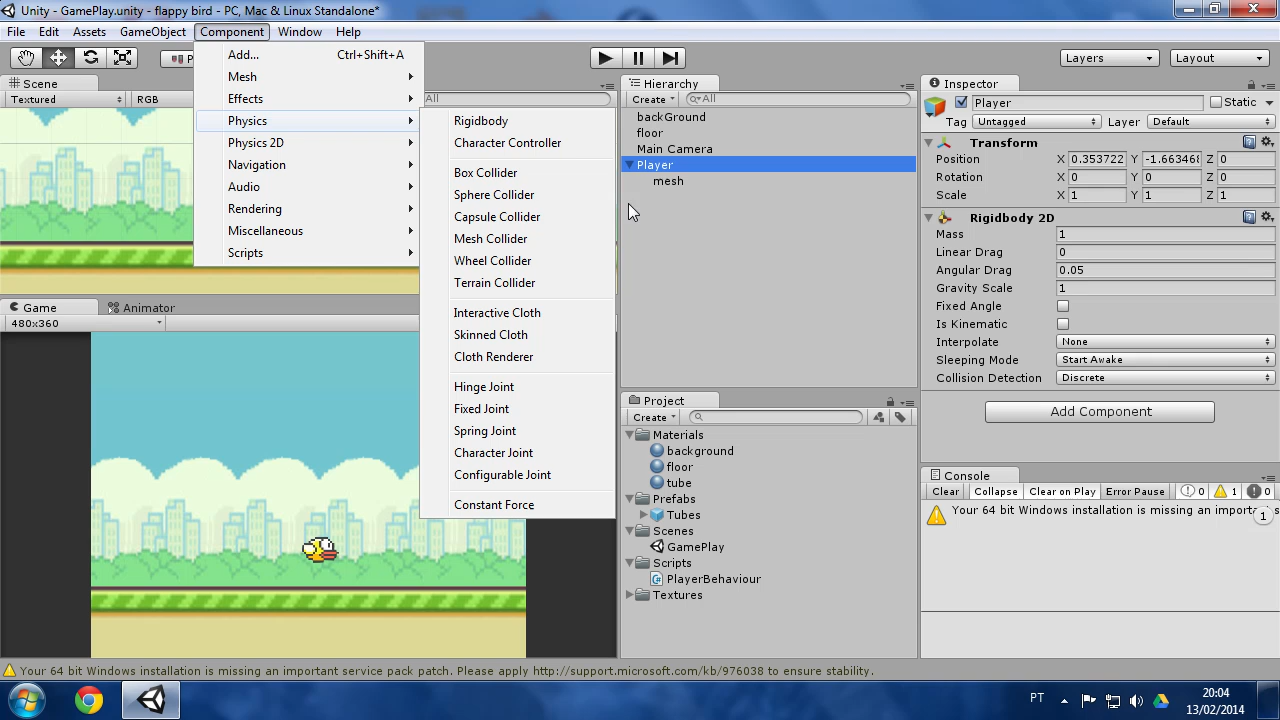 Unity - GamePlay.unity - flappy bird - PC, Mac & Linux Standalone*
File Edit Assets GameObject Component Window Help
Layers Layout
Add... Ctrl+Shift+A
Mesh
Effects
Physics
Physics 2D
Navigation
Audio
Rendering
Miscellaneous
Scripts
Rigidbody
Character Controller
Box Collider
Sphere Collider
Capsule Collider
Mesh Collider
Wheel Collider
Terrain Collider
Interactive Cloth
Skinned Cloth
Cloth Renderer
Hinge Joint
Fixed Joint
Spring Joint
Character Joint
Configurable Joint
Constant Force
Scene
Textured RGB
All
Game Animator
480x360
Hierarchy
Create All
backGround
floor
Main Camera
Player
mesh
Project
Create
Materials
background
floor
tube
Prefabs
Tubes
Scenes
GamePlay
Scripts
PlayerBehaviour
Textures
Inspector
Player Static
Tag Untagged Layer Default
Transform
Position X 0.353722 Y Z 0
Rotation X 0 Y 0 Z 0
Scale X 1 Y 1 Z 1
Rigidbody 2D
Mass 1
Linear Drag 0
Angular Drag 0.05
Gravity Scale 1
Fixed Angle
Is Kinematic
Interpolate None
Sleeping Mode Start Awake
Collision Detection Discrete
Add Component
Console
Clear Collapse Clear on Play Error Pause 0 1 0
Your 64 bit Windows installation is missing an important 1
Your 64 bit Windows installation is missing an important service pack patch. Please apply http://support.microsoft.com/kb/976038 to ensure stability.
PT 20:04
13/02/2014